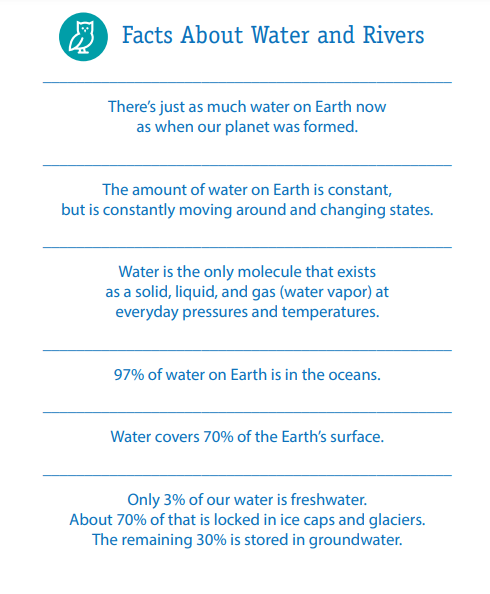 Facts About Water and Rivers
There's just as much water on Earth now
as when our planet was formed.
The amount of water on Earth is constant,
but is constantly moving around and changing states.
Water is the only molecule that exists
as a solid, liquid, and gas (water vapor) at
everyday pressures and temperatures.
97% of water on Earth is in the oceans.
Water covers 70% of the Earth's surface.
Only 3% of our water is freshwater.
About 70% of that is locked in ice caps and glaciers.
The remaining 30% is stored in groundwater.